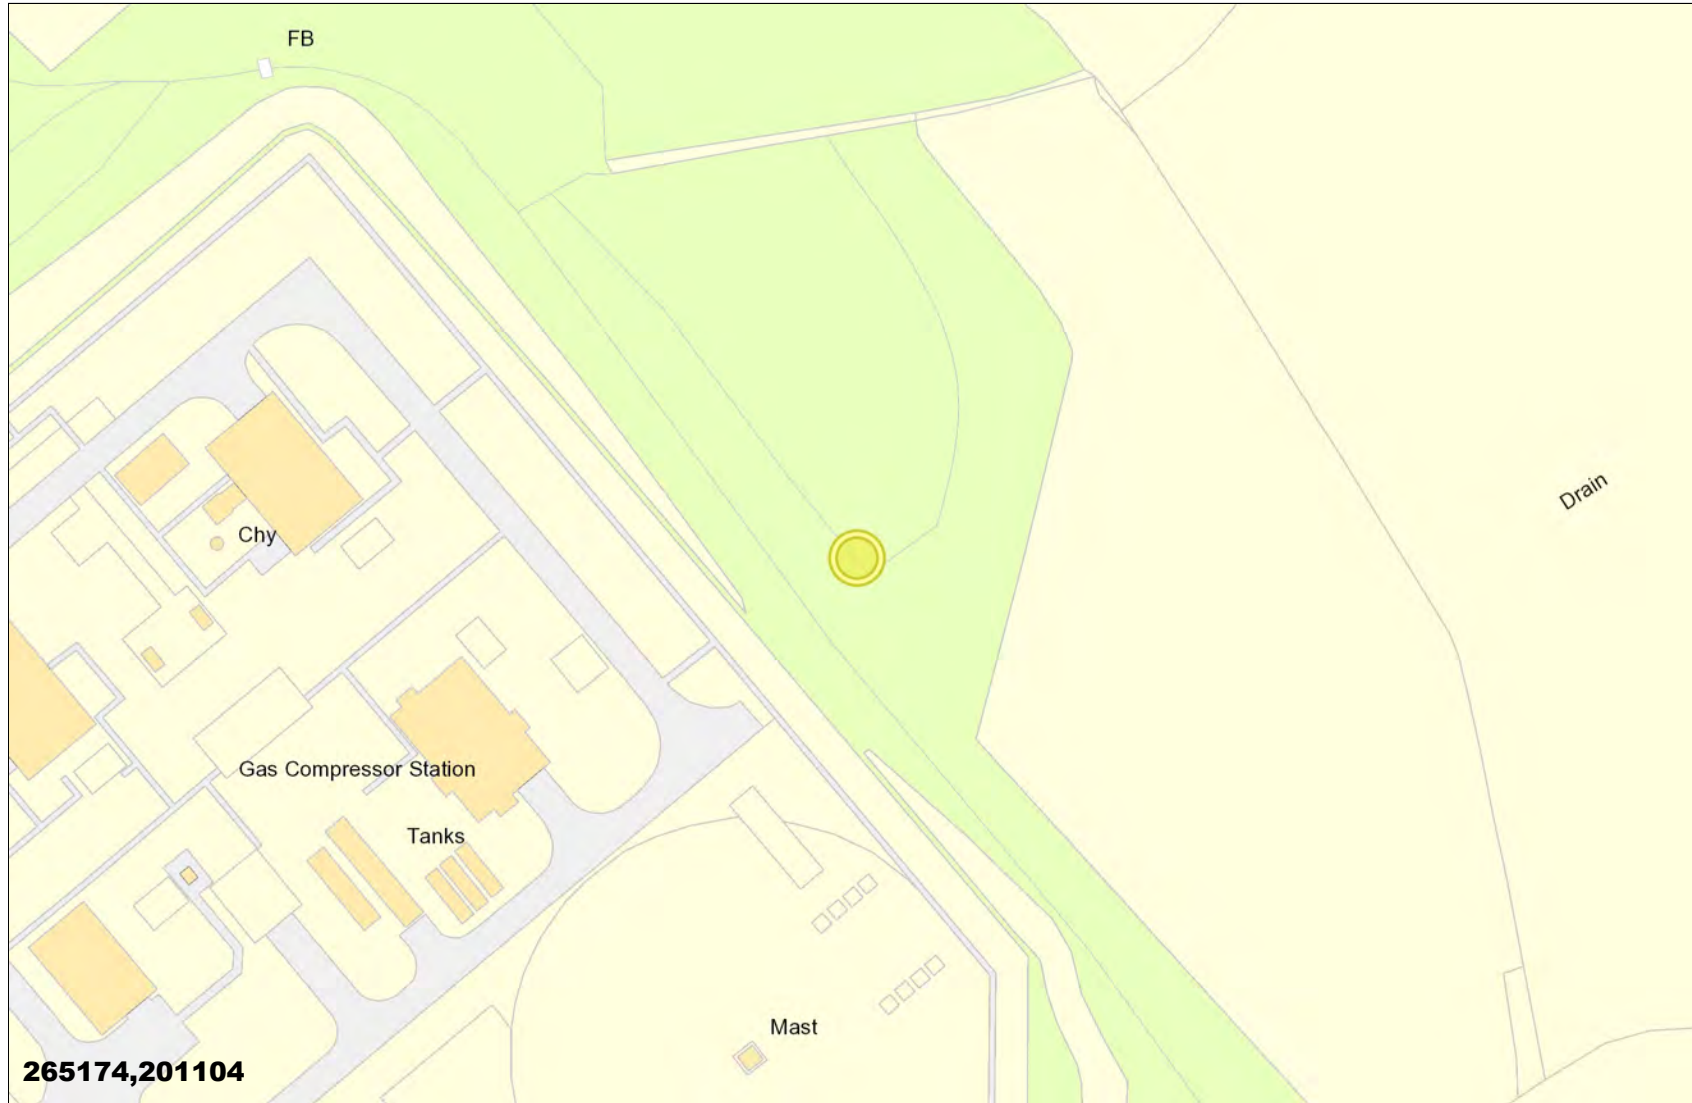 FB
Drain
Chy
Gas Compressor Station
Tanks
Mast
265174,201104